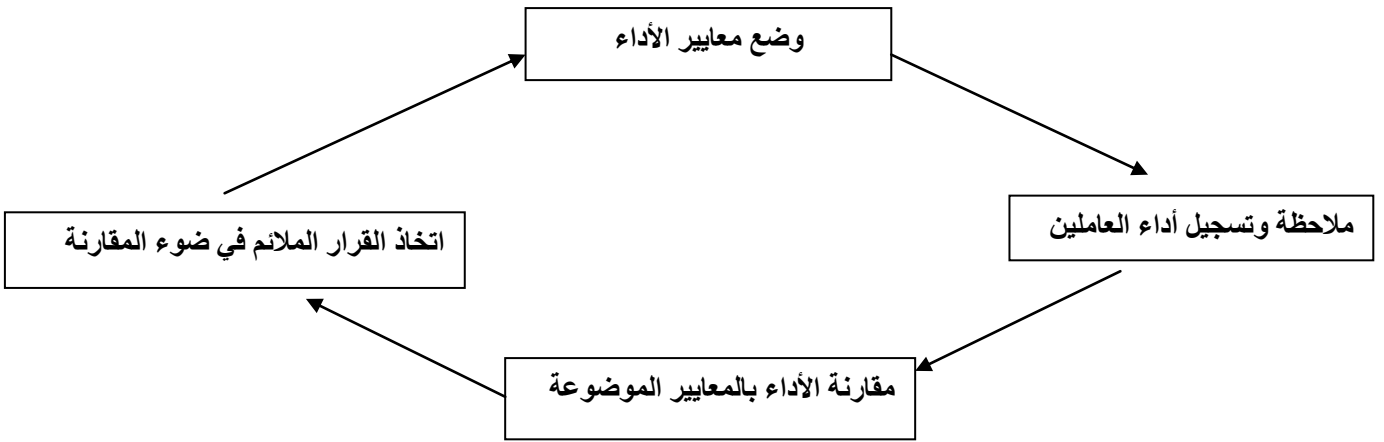 وضع معايير الأداء
ملاحظة وتسجيل أداء العاملين
اتخاذ القرار الملائم في ضوء المقارنة
مقارنة الأداء بالمعايير الموضوعة